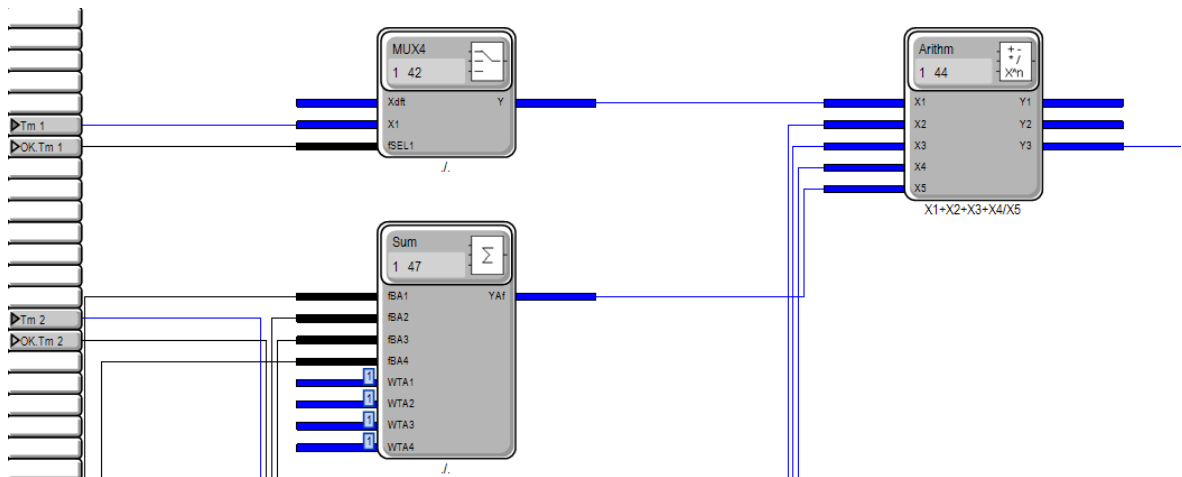 MUX4
1 42
Xdft Y
X1
fSEL1
./.
Arithm
1 44
+ -
* /
X^n
X1 Y1
X2 Y2
X3 Y3
X4
X5
X1+X2+X3+X4/X5
Tm 1
OK.Tm 1
Sum
1 47
Σ
fBA1 YAf
fBA2
fBA3
fBA4
1 WTA1
1 WTA2
1 WTA3
1 WTA4
./.
Tm 2
OK.Tm 2